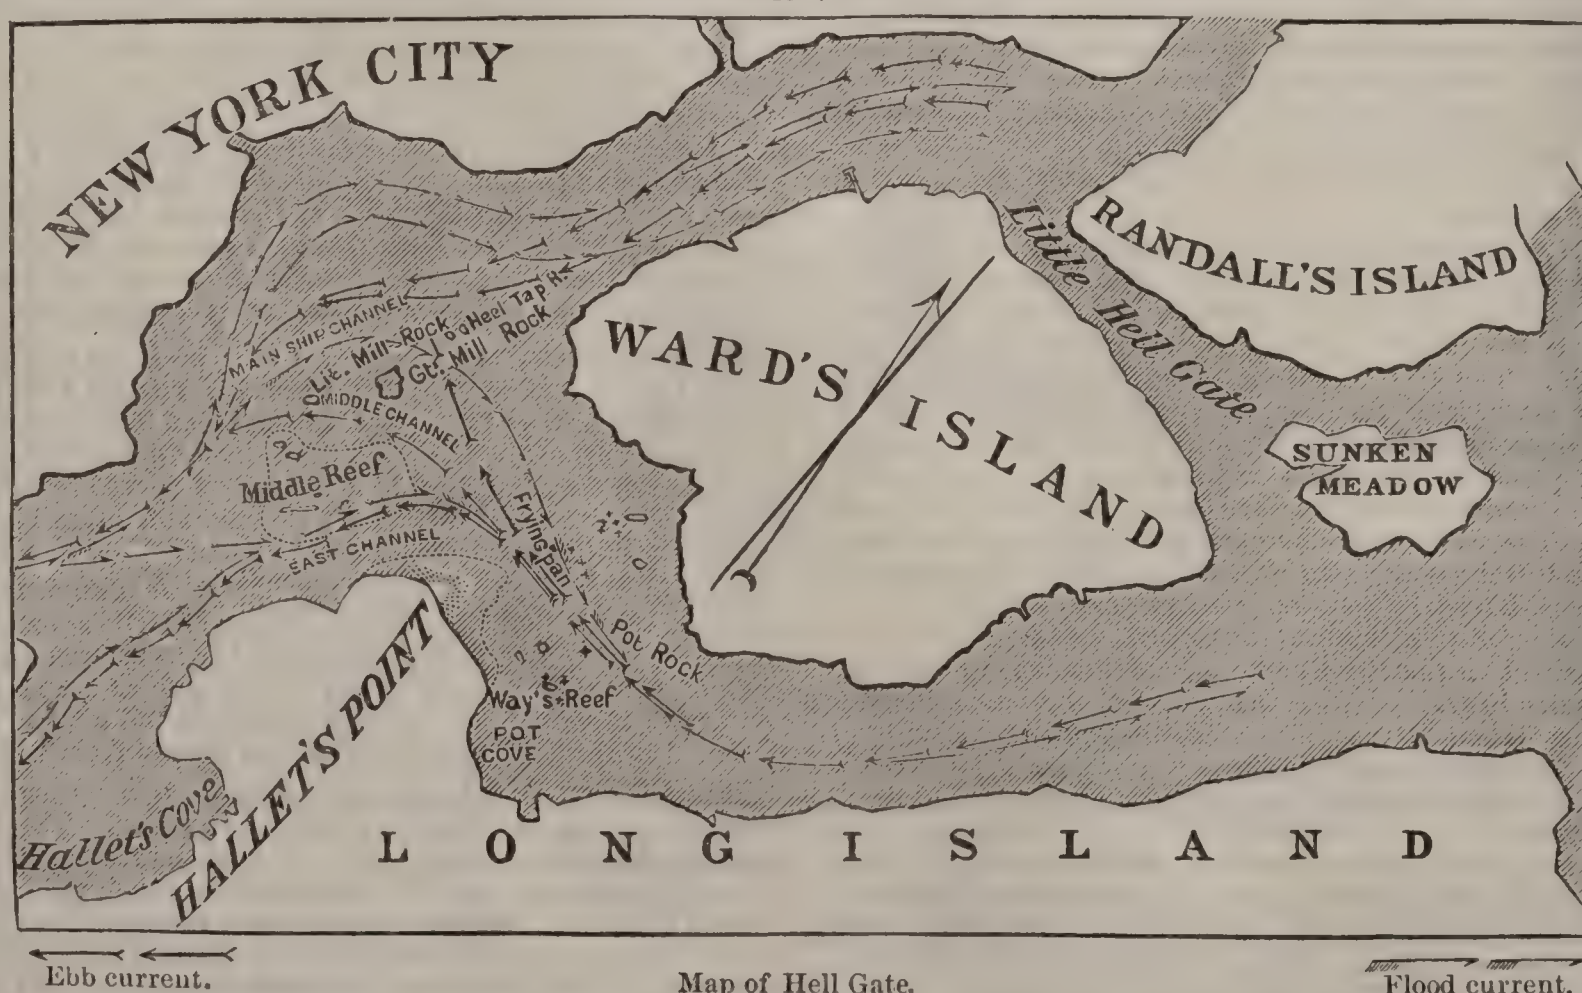 NEW YORK CITY
RANDALL'S ISLAND
Little Hell Gate
WARD'S ISLAND
SUNKEN
MEADOW
MAIN SHIP CHANNEL
Heel Tap R.
Lit. Mill Rock
Gt. Mill Rock
MIDDLE CHANNEL
Middle Reef
EAST CHANNEL
Frying pan
Pot Rock
Way's Reef
POT
COVE
HALLET'S POINT
Hallet's Cove
LONG ISLAND
Ebb current.
Map of Hell Gate.
Flood current.